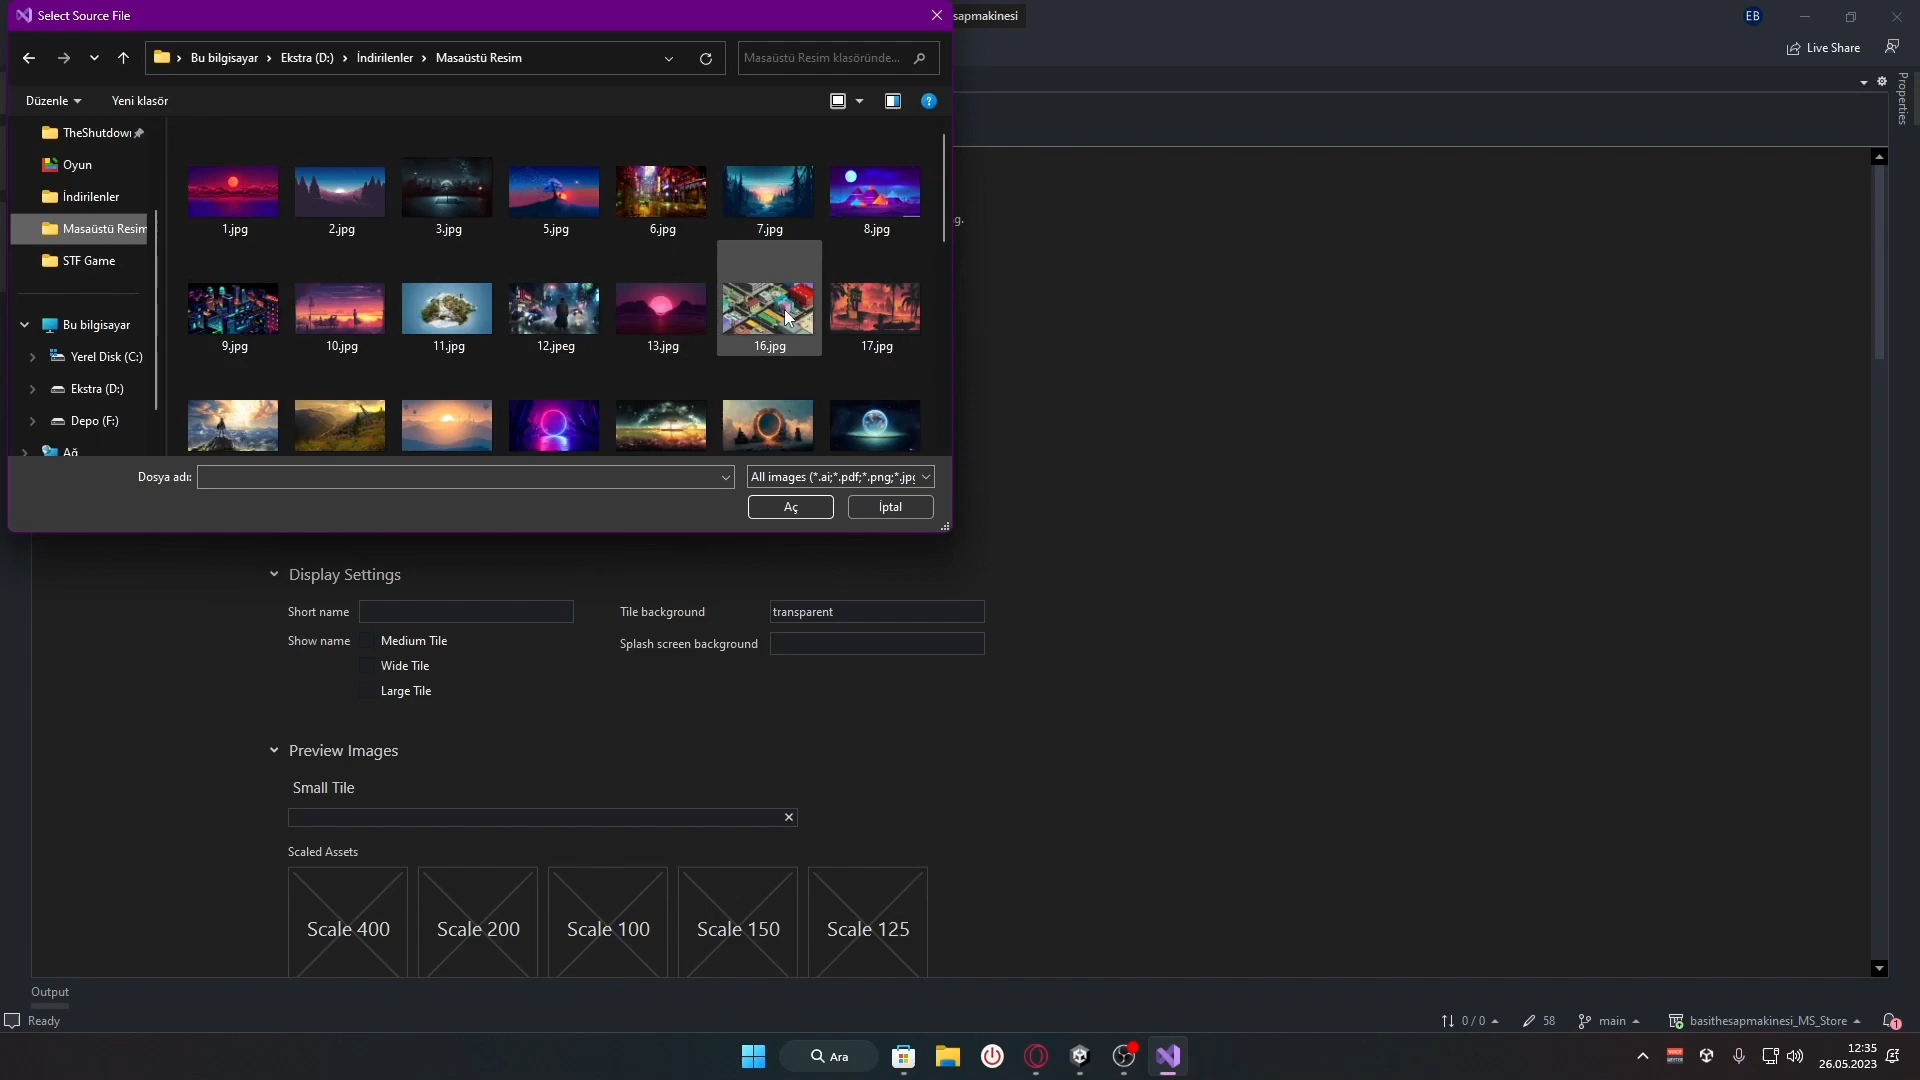 Select Source File
sapmakinesi
EB
Bu bilgisayar
Ekstra (D:)
İndirilenler
Masaüstü Resim
Masaüstü Resim klasöründe...
Live Share
Düzenle
Yeni klasör
Properties
TheShutdow
Oyun
İndirilenler
Masaüstü Resim
STF Game
Bu bilgisayar
Yerel Disk (C:)
Ekstra (D:)
Depo (F:)
Ağ
1.jpg
2.jpg
3.jpg
5.jpg
6.jpg
7.jpg
8.jpg
g.
9.jpg
10.jpg
11.jpg
12.jpeg
13.jpg
16.jpg
17.jpg
Dosya adı:
All images (*.ai;*.pdf;*.png;*.jpg
Aç
İptal
Display Settings
Short name
Tile background
transparent
Show name
Medium Tile
Splash screen background
Wide Tile
Large Tile
Preview Images
Small Tile
Scaled Assets
Scale 400
Scale 200
Scale 100
Scale 150
Scale 125
Output
Ready
0 / 0
58
main
basithesapmakinesi_MS_Store
1
Ara
12:35
26.05.2023